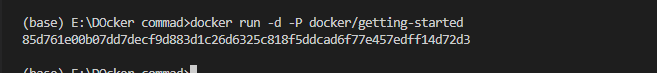 (base) E:\DOcker commad>docker run -d -P docker/getting-started
85d761e00b07dd7decf9d883d1c26d6325c818f5ddcad6f77e457edff14d72d3
(base) E:\DOcker commad>